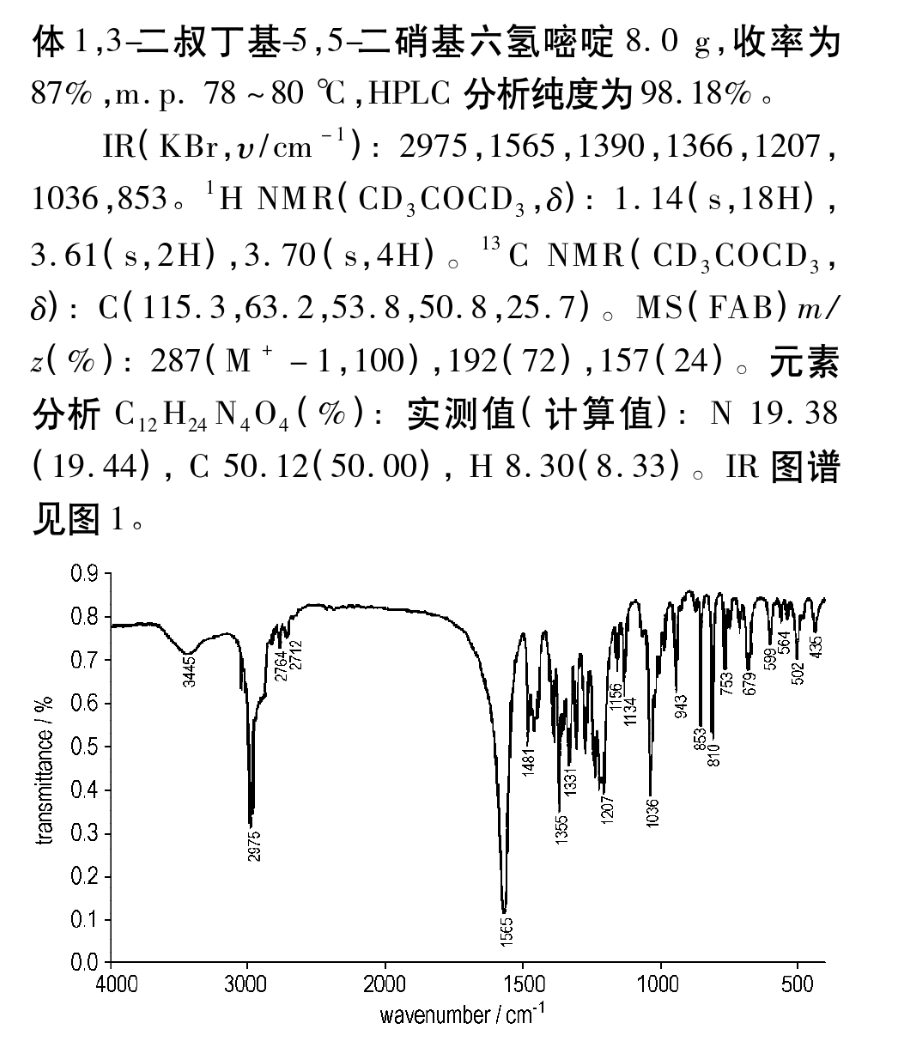 体1,3-二叔丁基-5,5-二硝基六氢嘧啶8.0 g,收率为
87%,m.p. 78~80 ℃,HPLC 分析纯度为98.18%。
IR(KBr,υ/cm⁻¹): 2975,1565,1390,1366,1207,
1036,853。¹H NMR(CD₃COCD₃,δ): 1.14(s,18H),
3.61(s,2H),3.70(s,4H)。¹³C NMR(CD₃COCD₃,
δ): C(115.3,63.2,53.8,50.8,25.7)。MS(FAB)m/
z(%): 287(M⁺-1,100),192(72),157(24)。元素
分析C₁₂H₂₄N₄O₄(%): 实测值(计算值): N 19.38
(19.44), C 50.12(50.00), H 8.30(8.33)。IR 图谱
见图1。
0.9
0.8
0.7
0.6
0.5
0.4
0.3
0.2
0.1
0.0
transmittance / %
3445
2975
2764
2712
1565
1481
1355
1331
1207
1156
1134
1036
943
853
810
753
679
599
564
502
435
4000 3000 2000 1500 1000 500
wavenumber / cm⁻¹